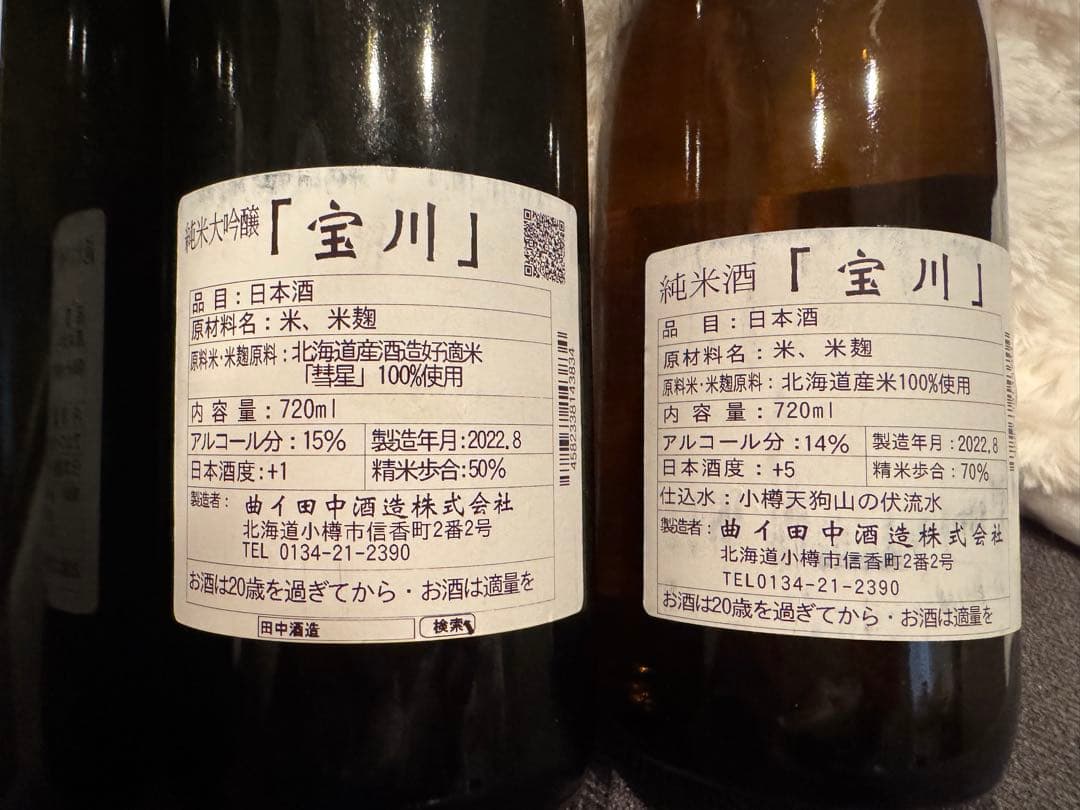 純米大吟醸「宝川」
品 目：日本酒
原材料名：米、米麹
原料米・米麹原料：北海道産酒造好適米
「彗星」100%使用
内 容 量：720ml
アルコール分：15% 製造年月：2022.8
日本酒度：+1 精米歩合：50%
製造者：曲イ田中酒造株式会社
北海道小樽市信香町2番2号
TEL 0134-21-2390
お酒は20歳を過ぎてから・お酒は適量を
田中酒造 検索
4582338143834
純米酒「宝川」
品 目：日本酒
原材料名：米、米麹
原料米・米麹原料：北海道産米100%使用
内 容 量：720ml
アルコール分：14% 製造年月：2022.8
日本酒度：+5 精米歩合：70%
仕込水：小樽天狗山の伏流水
製造者：曲イ田中酒造株式会社
北海道小樽市信香町2番2号
TEL0134-21-2390
お酒は20歳を過ぎてから・お酒は適量を